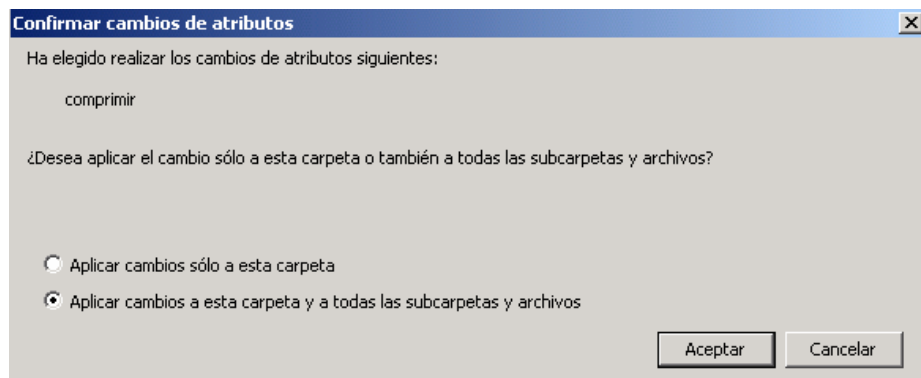 Confirmar cambios de atributos
Ha elegido realizar los cambios de atributos siguientes:
comprimir
¿Desea aplicar el cambio sólo a esta carpeta o también a todas las subcarpetas y archivos?
Aplicar cambios sólo a esta carpeta
Aplicar cambios a esta carpeta y a todas las subcarpetas y archivos
Aceptar Cancelar